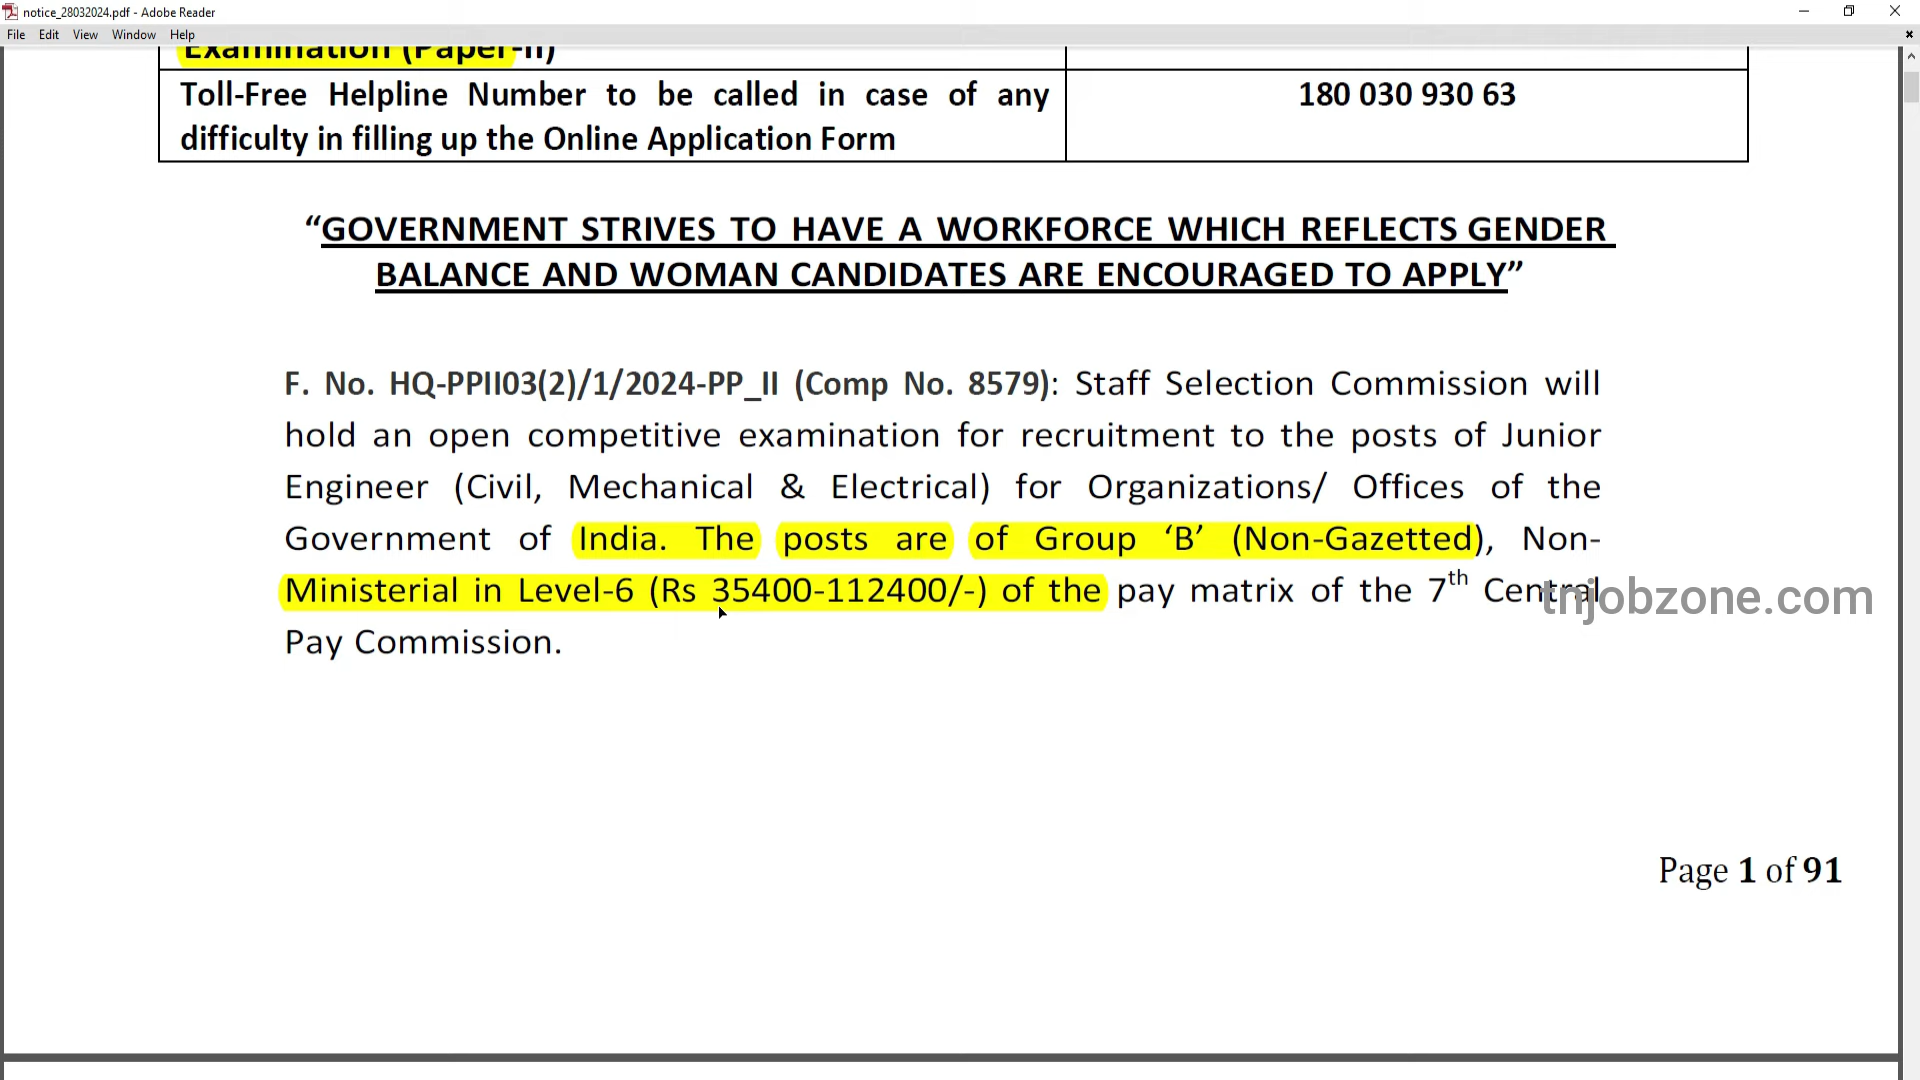 notice_28032024.pdf - Adobe Reader
File Edit View Window Help
Examination (Paper-II)
Toll-Free Helpline Number to be called in case of any
difficulty in filling up the Online Application Form
180 030 930 63
“GOVERNMENT STRIVES TO HAVE A WORKFORCE WHICH REFLECTS GENDER
BALANCE AND WOMAN CANDIDATES ARE ENCOURAGED TO APPLY”
F. No. HQ-PPII03(2)/1/2024-PP_II (Comp No. 8579): Staff Selection Commission will
hold an open competitive examination for recruitment to the posts of Junior
Engineer (Civil, Mechanical & Electrical) for Organizations/ Offices of the
Government of India. The posts are of Group ‘B’ (Non-Gazetted), Non-
Ministerial in Level-6 (Rs 35400-112400/-) of the pay matrix of the 7th Central
tnjobzone.com
Pay Commission.
Page 1 of 91